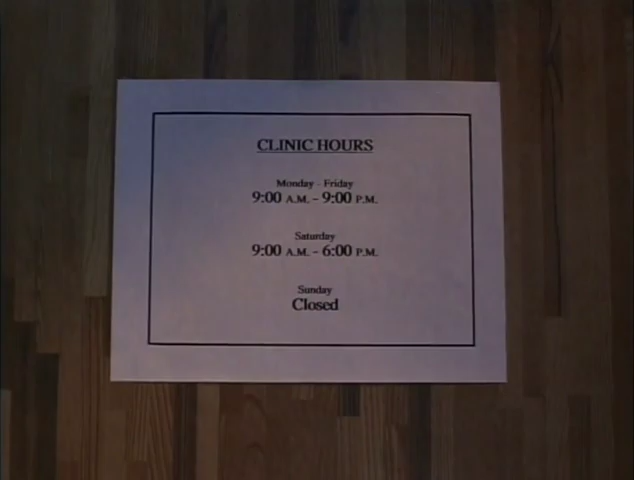 CLINIC HOURS
Monday - Friday
9:00 A.M. - 9:00 P.M.
Saturday
9:00 A.M. - 6:00 P.M.
Sunday
Closed